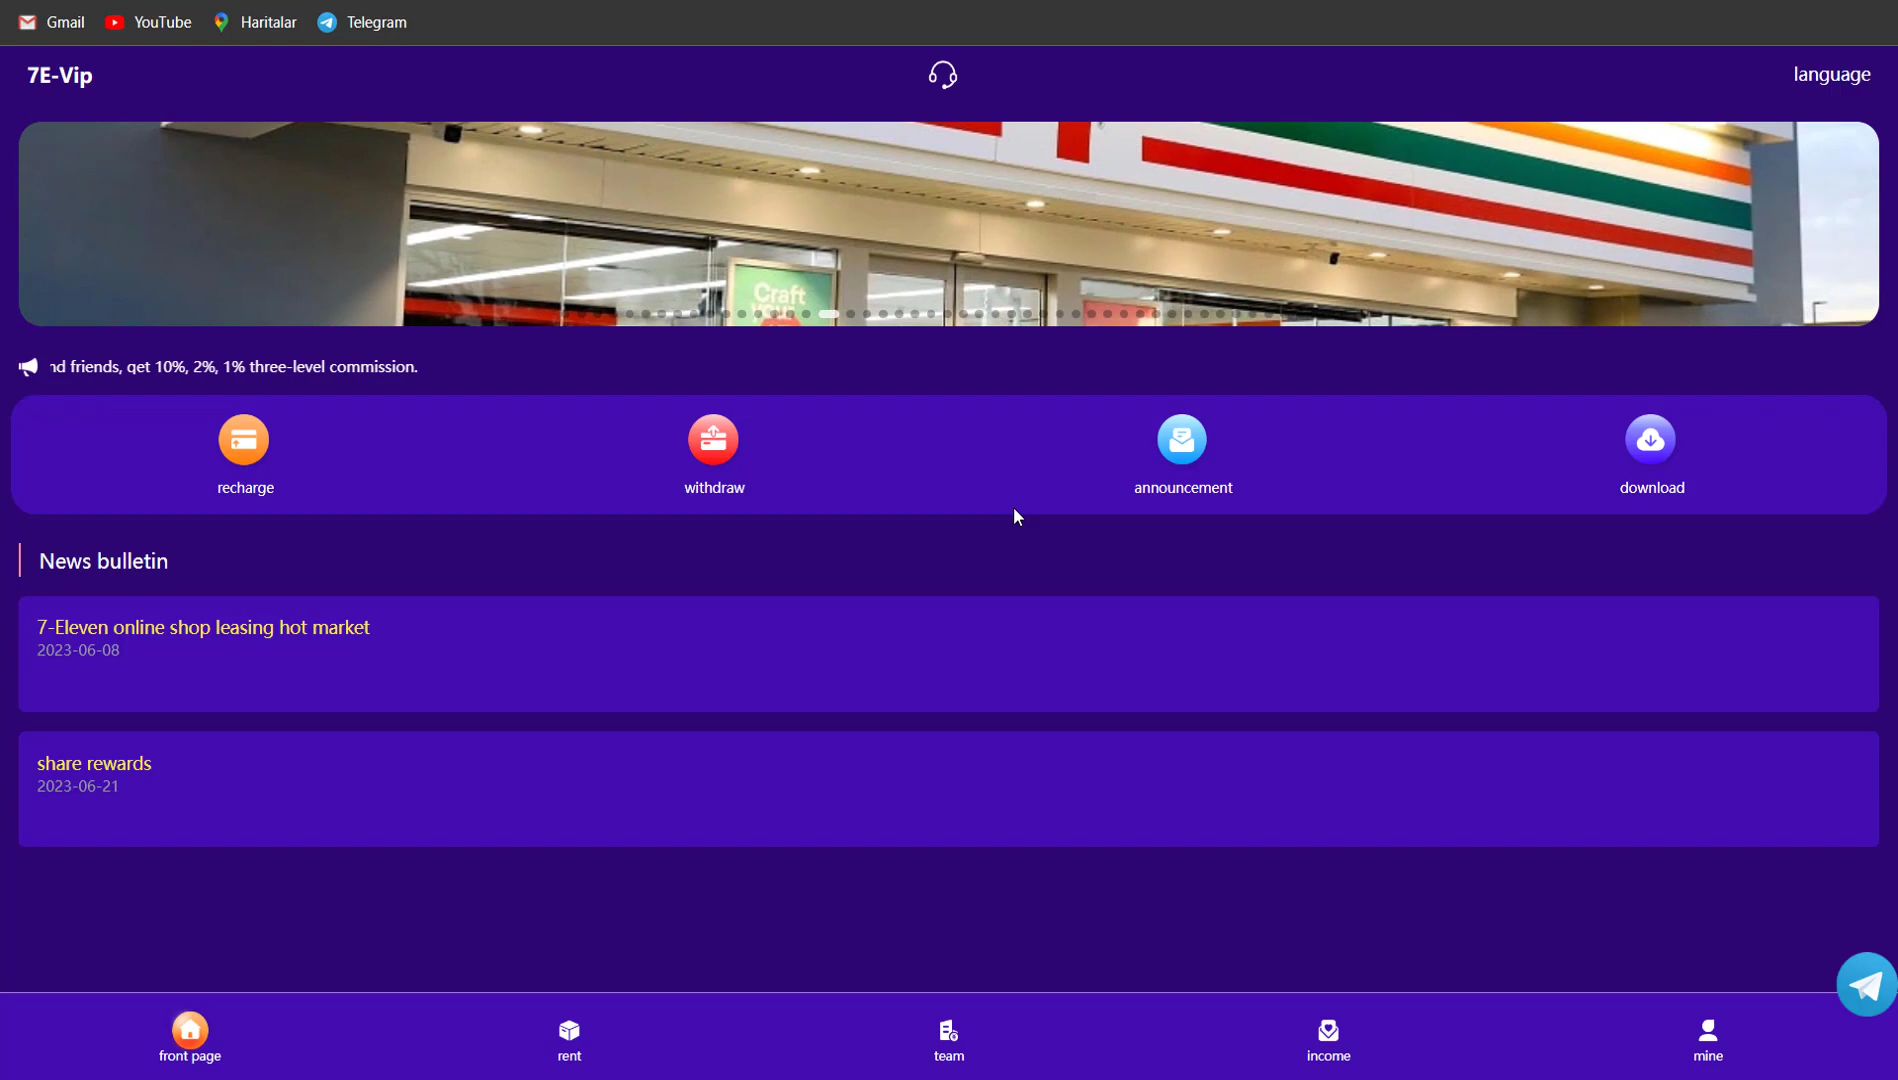 Gmail YouTube Haritalar Telegram
7E-Vip language
Craft
nd friends, get 10%, 2%, 1% three-level commission.
recharge withdraw announcement download
News bulletin
7-Eleven online shop leasing hot market
2023-06-08
share rewards
2023-06-21
front page rent team income mine